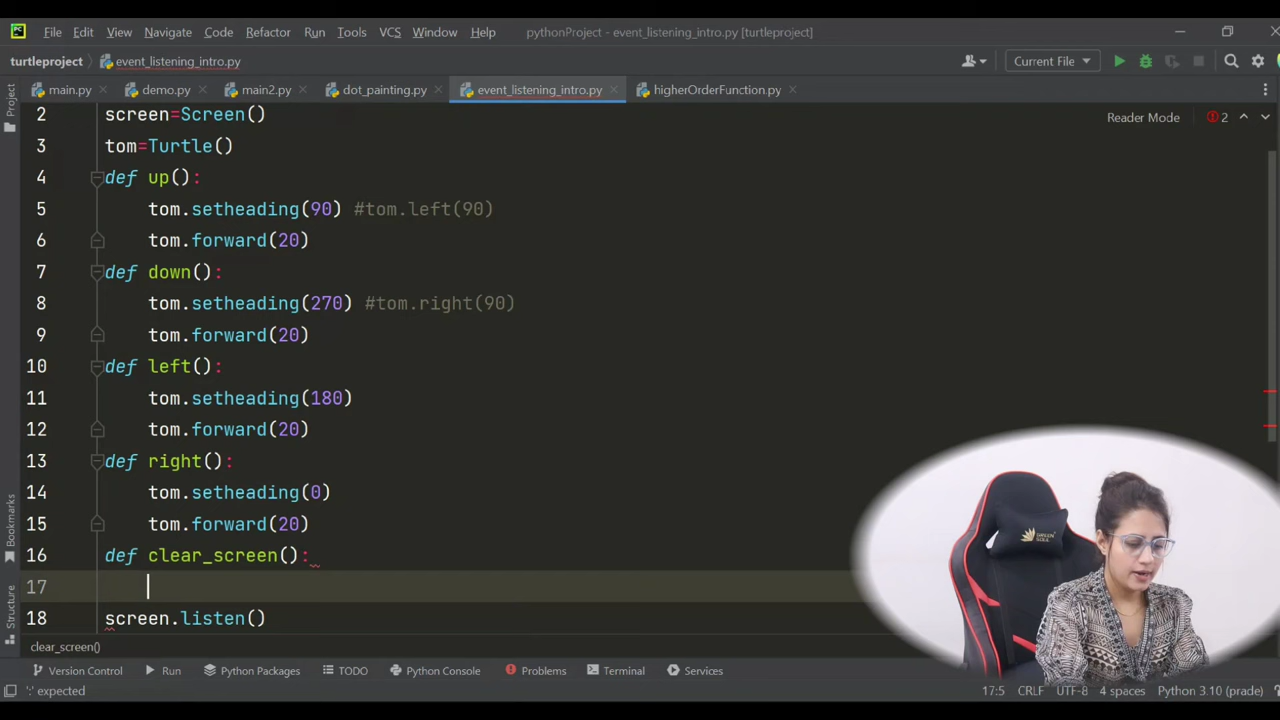 PC File Edit View Navigate Code Refactor Run Tools VCS Window Help pythonProject - event_listening_intro.py [turtleproject]
turtleproject event_listening_intro.py Current File
main.py demo.py main2.py dot_painting.py event_listening_intro.py higherOrderFunction.py
Project
Reader Mode 2
2 screen=Screen()
3 tom=Turtle()
4 def up():
5 tom.setheading(90) #tom.left(90)
6 tom.forward(20)
7 def down():
8 tom.setheading(270) #tom.right(90)
9 tom.forward(20)
10 def left():
11 tom.setheading(180)
12 tom.forward(20)
13 def right():
14 tom.setheading(0)
15 tom.forward(20)
16 def clear_screen():
17
18 screen.listen()
Bookmarks
Structure
GREEN SOUL
clear_screen()
Version Control Run Python Packages TODO Python Console Problems Terminal Services
':' expected 17:5 CRLF UTF-8 4 spaces Python 3.10 (prade)